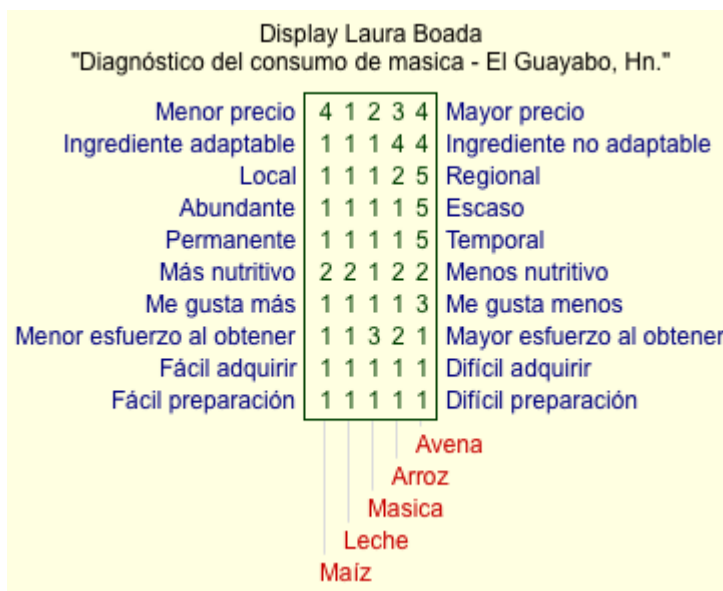 Display Laura Boada
"Diagnóstico del consumo de masica - El Guayabo, Hn."
Menor precio 4 1 2 3 4 Mayor precio
Ingrediente adaptable 1 1 1 4 4 Ingrediente no adaptable
Local 1 1 1 2 5 Regional
Abundante 1 1 1 1 5 Escaso
Permanente 1 1 1 1 5 Temporal
Más nutritivo 2 2 1 2 2 Menos nutritivo
Me gusta más 1 1 1 1 3 Me gusta menos
Menor esfuerzo al obtener 1 1 3 2 1 Mayor esfuerzo al obtener
Fácil adquirir 1 1 1 1 1 Difícil adquirir
Fácil preparación 1 1 1 1 1 Difícil preparación
Avena
Arroz
Masica
Leche
Maíz